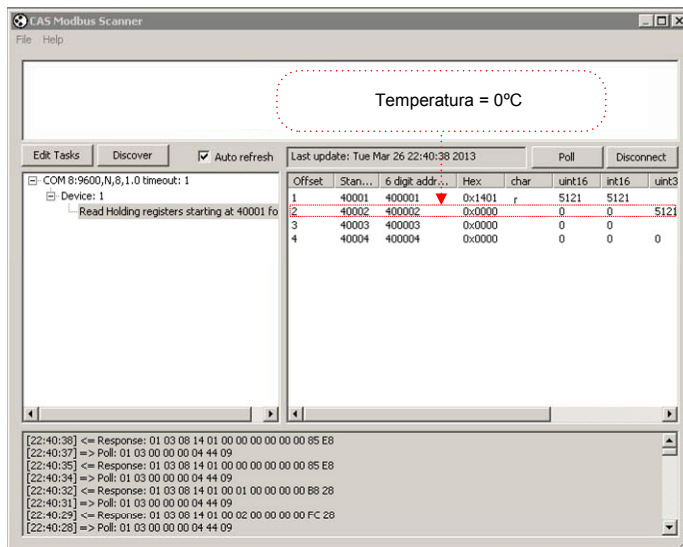 CAS Modbus Scanner
File Help
Temperatura = 0ºC
Edit Tasks Discover Auto refresh Last update: Tue Mar 26 22:40:38 2013 Poll Disconnect
COM 8:9600,N,8,1.0 timeout: 1
Device: 1
Read Holding registers starting at 40001 fo
Offset Stan... 6 digit addr... Hex char uint16 int16 uint3
1 40001 400001 0x1401 r 5121 5121
2 40002 400002 0x0000 0 0 5121
3 40003 400003 0x0000 0 0
4 40004 400004 0x0000 0 0 0
[22:40:38] <= Response: 01 03 08 14 01 00 00 00 00 00 00 85 E8
[22:40:37] => Poll: 01 03 00 00 00 04 44 09
[22:40:35] <= Response: 01 03 08 14 01 00 00 00 00 00 00 85 E8
[22:40:34] => Poll: 01 03 00 00 00 04 44 09
[22:40:32] <= Response: 01 03 08 14 01 00 01 00 00 00 00 B8 28
[22:40:31] => Poll: 01 03 00 00 00 04 44 09
[22:40:29] <= Response: 01 03 08 14 01 00 02 00 00 00 00 FC 28
[22:40:28] => Poll: 01 03 00 00 00 04 44 09